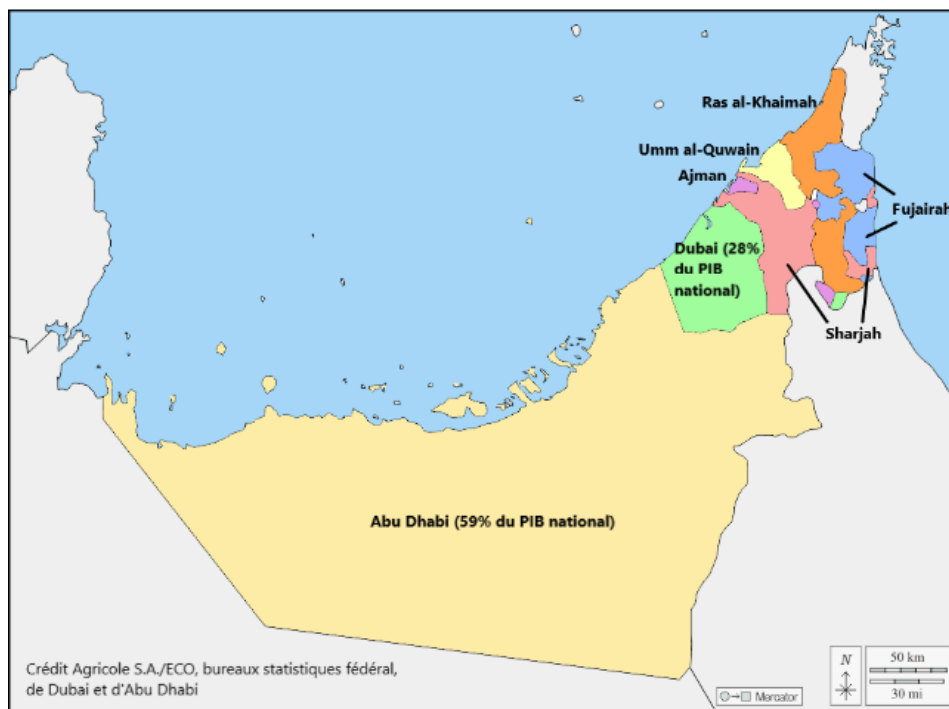 Ras al-Khaimah
Umm al-Quwain
Ajman
Fujairah
Dubai (28%
du PIB
national)
Sharjah
Abu Dhabi (59% du PIB national)
Crédit Agricole S.A./ECO, bureaux statistiques fédéral,
de Dubai et d'Abu Dhabi
Mercator
N
50 km
30 mi